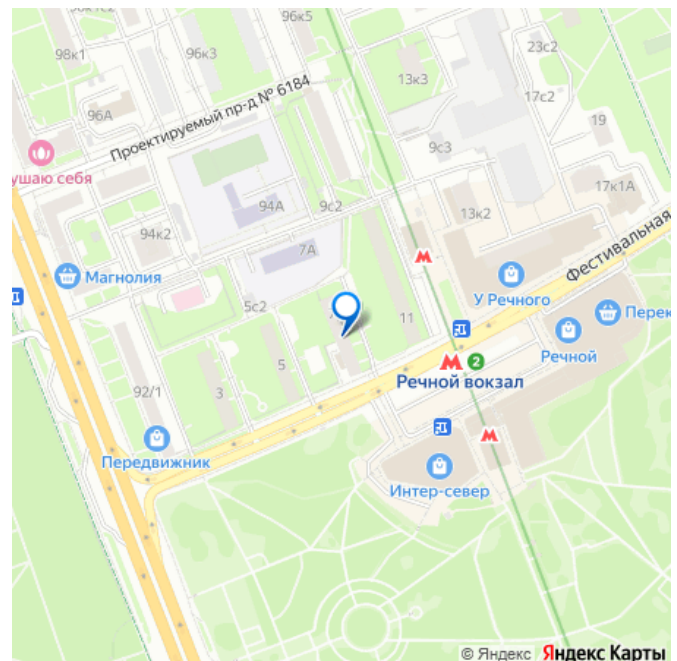 96к5
98к1
96к3
23с2
13к3
17с2
96А
Проектируемый пр-д № 6184
19
9с3
ушаю себя
17к1А
94А
9с2
13к2
94к2
7А
Фестивальная
Магнолия
У Речного
5с2
Перек
11
Речной
5
М 2
Речной вокзал
92/1
3
Передвижник
Интер-север
© Яндекс Яндекс Карты